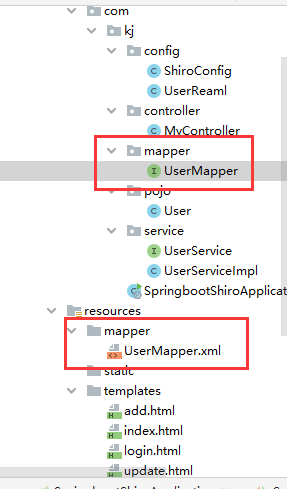 com
kj
config
ShiroConfig
UserReaml
controller
MyController
mapper
UserMapper
pojo
User
service
UserService
UserServiceImpl
SpringbootShiroApplicat
resources
mapper
UserMapper.xml
static
templates
add.html
index.html
login.html
update.html